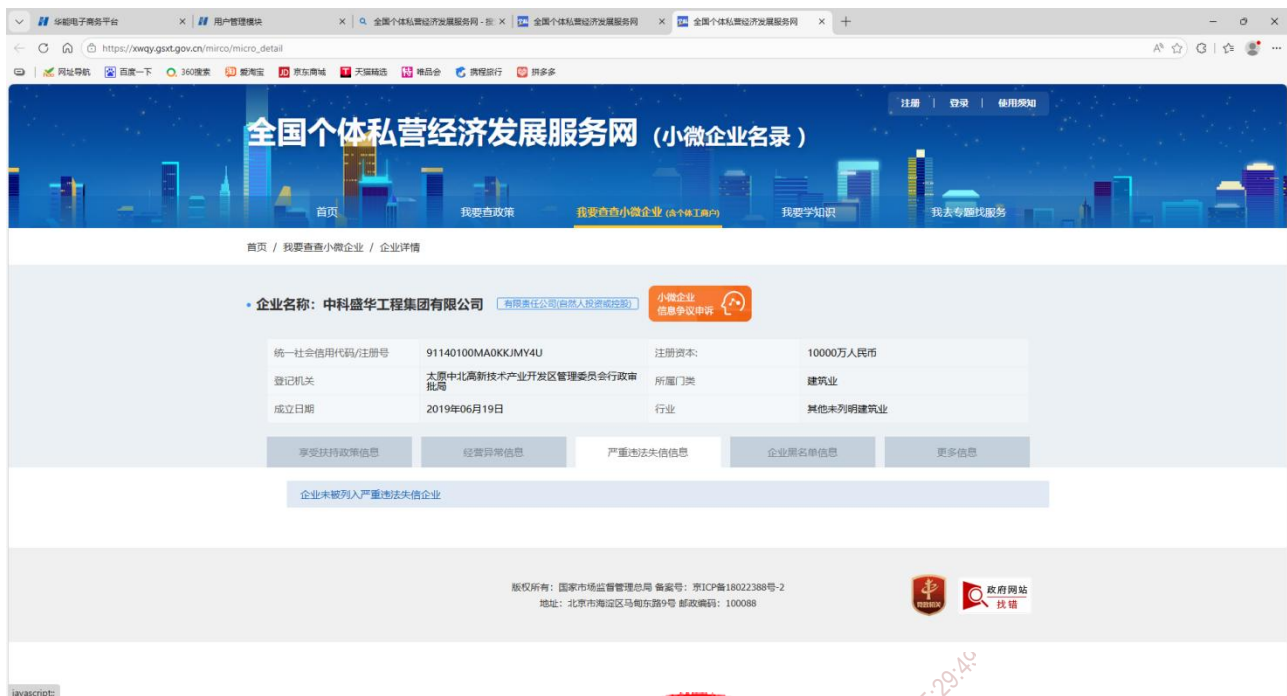 华能电子商务平台
用户管理模块
全国个体私营经济发展服务网
全国个体私营经济发展服务网
全国个体私营经济发展服务网
https://xwqy.gsxt.gov.cn/mirco/micro_detail
网址导航 百度一下 360搜索 爱淘宝 京东商城 天猫精选 唯品会 携程旅行 拼多多
注册 | 登录 | 使用须知
全国个体私营经济发展服务网（小微企业名录）
首页 我要查政策 我要查查小微企业 (含个体工商户) 我要学知识 我去专题找服务
首页 / 我要查查小微企业 / 企业详情
企业名称：中科盛华工程集团有限公司 有限责任公司(自然人投资或控股) 小微企业
信息争议申诉
统一社会信用代码/注册号 91140100MA0KKJMY4U 注册资本: 10000万人民币
登记机关 太原中北高新技术产业开发区管理委员会行政审
批局 所属门类 建筑业
成立日期 2019年06月19日 行业 其他未列明建筑业
享受扶持政策信息 经营异常信息 严重违法失信信息 企业黑名单信息 更多信息
企业未被列入严重违法失信企业
版权所有：国家市场监督管理总局 备案号：京ICP备18022388号-2
地址：北京市海淀区马甸东路9号 邮政编码：100088
政府网站
找错
javascript: